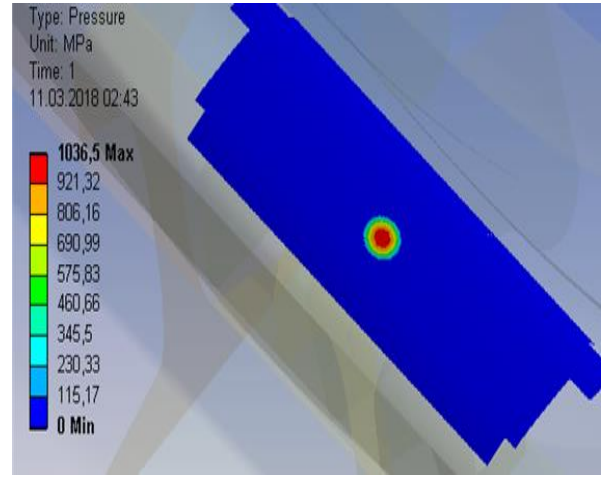 Type: Pressure
Unit: MPa
Time: 1
11.03.2018 02:43
1036,5 Max
921,32
806,16
690,99
575,83
460,66
345,5
230,33
115,17
0 Min